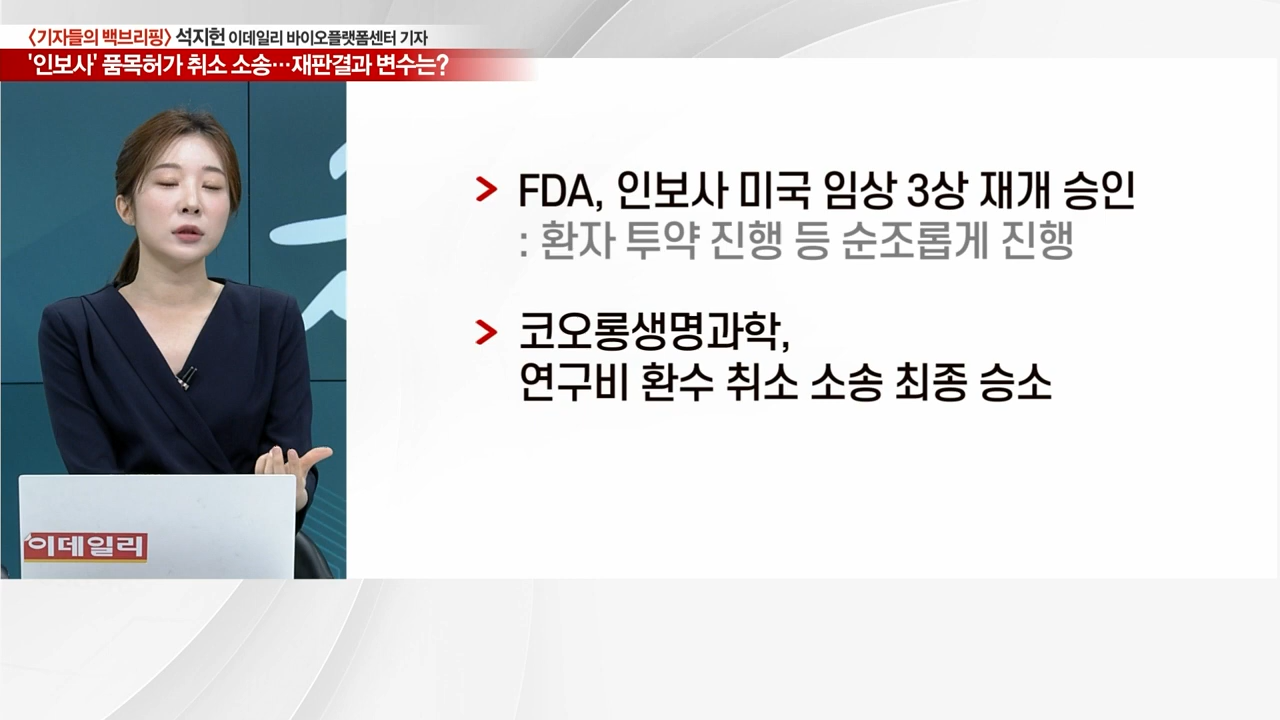 <기자들의 백브리핑> 석지헌 이데일리 바이오플랫폼센터 기자
'인보사' 품목허가 취소 소송…재판결과 변수는?
> FDA, 인보사 미국 임상 3상 재개 승인
: 환자 투약 진행 등 순조롭게 진행
> 코오롱생명과학,
연구비 환수 취소 소송 최종 승소
이데일리